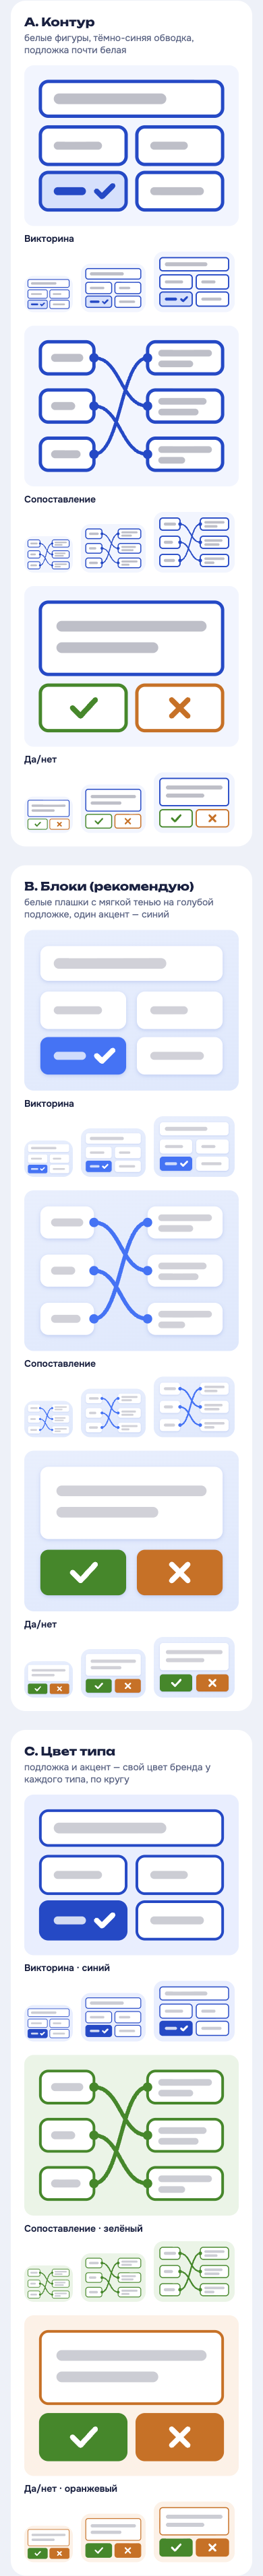 A. Контур
белые фигуры, тёмно-синяя обводка,
подложка почти белая
Викторина
Сопоставление
Да/нет
B. Блоки (рекомендую)
белые плашки с мягкой тенью на голубой
подложке, один акцент — синий
Викторина
Сопоставление
Да/нет
C. Цвет типа
подложка и акцент — свой цвет бренда у
каждого типа, по кругу
Викторина · синий
Сопоставление · зелёный
Да/нет · оранжевый